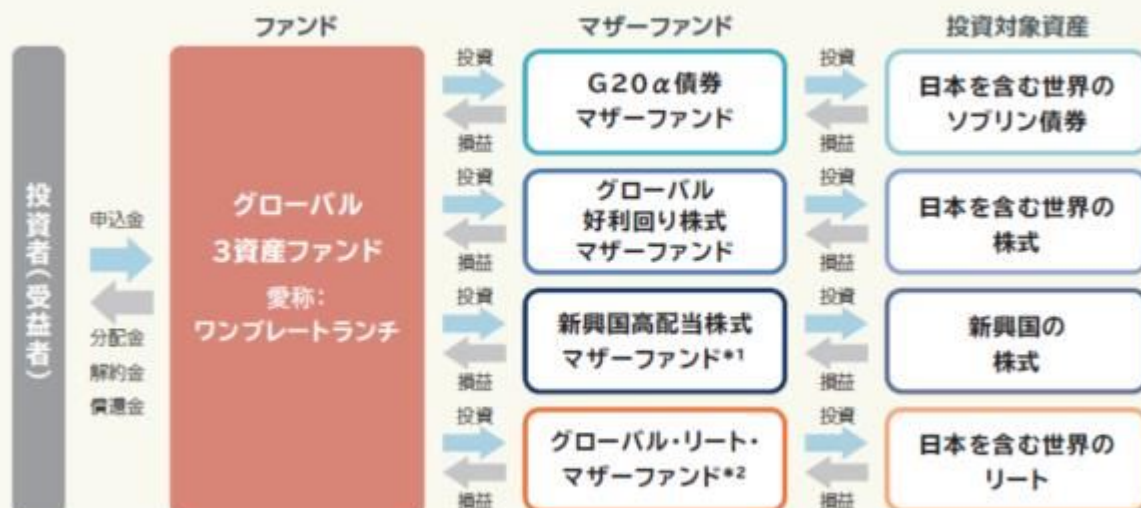 ファンド
マザーファンド
投資対象資産
投資者(受益者)
申込金
分配金
解約金
償還金
グローバル
3資産ファンド
愛称:
ワンプレートランチ
投資
損益
G20α債券
マザーファンド
投資
損益
日本を含む世界の
ソブリン債券
投資
損益
グローバル
好利回り株式
マザーファンド
投資
損益
日本を含む世界の
株式
投資
損益
新興国高配当株式
マザーファンド*1
投資
損益
新興国の
株式
投資
損益
グローバル・リート・
マザーファンド*2
投資
損益
日本を含む世界の
リート